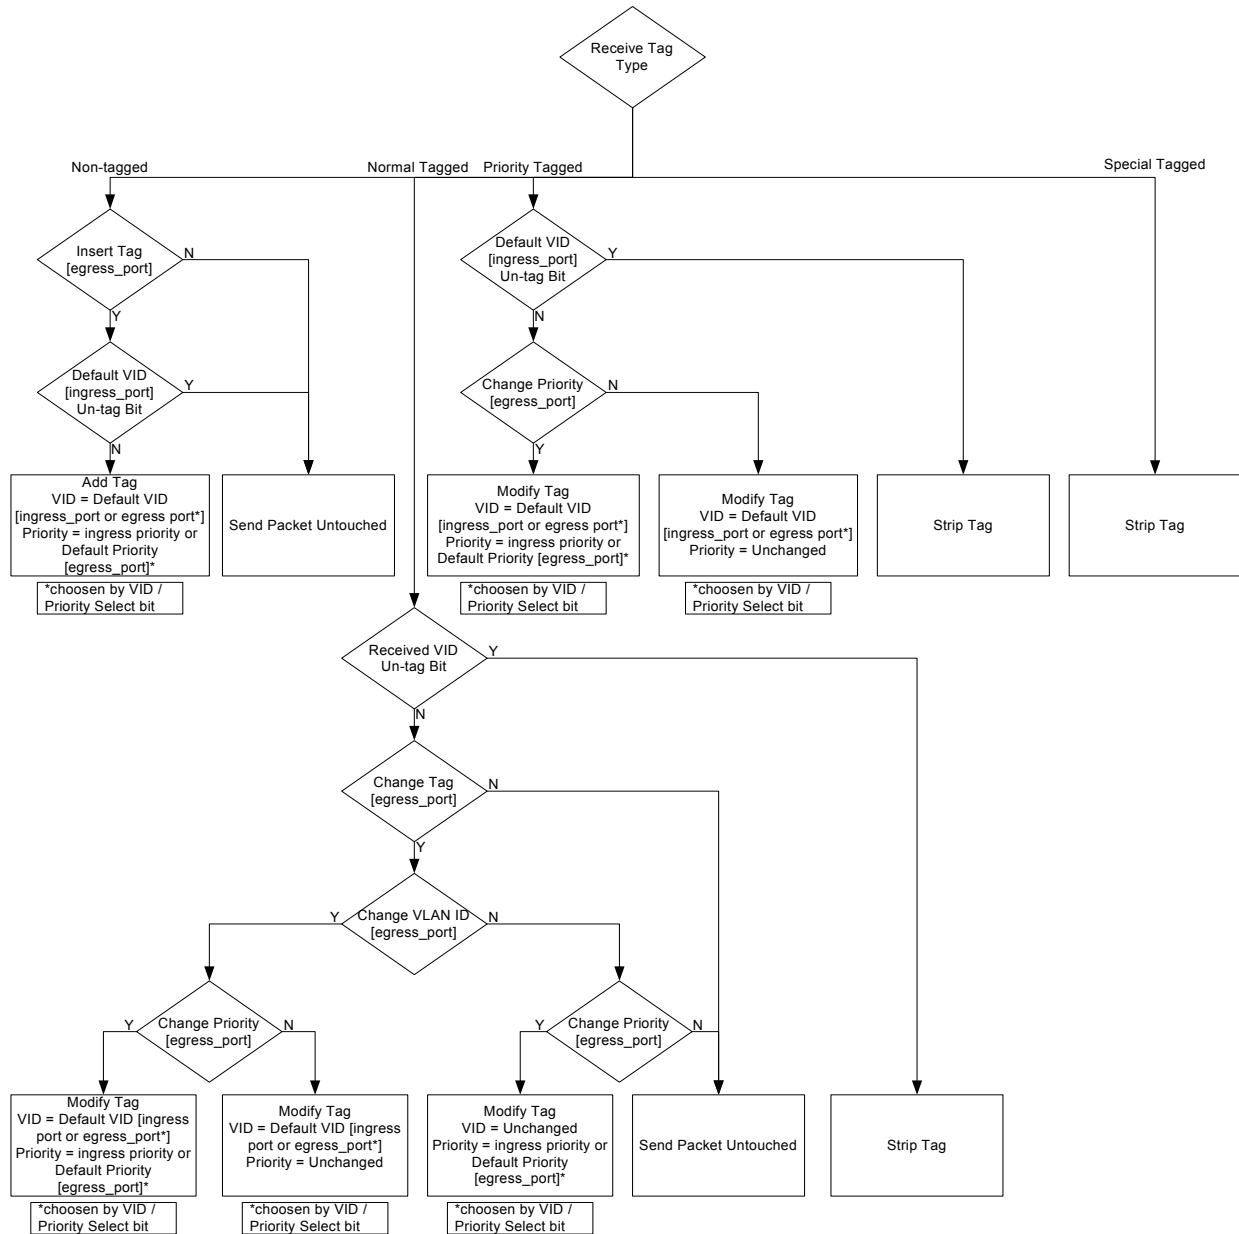 Receive Tag
Type
Non-tagged
Normal Tagged
Priority Tagged
Special Tagged
Insert Tag
[egress_port]
N
Y
Default VID
[ingress_port]
Un-tag Bit
Y
N
Default VID
[ingress_port]
Un-tag Bit
Y
N
Change Priority
[egress_port]
N
Y
Add Tag
VID = Default VID
[ingress_port or egress port*]
Priority = ingress priority or
Default Priority
[egress_port]*
*choosen by VID /
Priority Select bit
Send Packet Untouched
Modify Tag
VID = Default VID
[ingress_port or egress port*]
Priority = ingress priority or
Default Priority [egress_port]*
*choosen by VID /
Priority Select bit
Modify Tag
VID = Default VID
[ingress_port or egress port*]
Priority = Unchanged
*choosen by VID /
Priority Select bit
Strip Tag
Strip Tag
Received VID
Un-tag Bit
Y
N
Change Tag
[egress_port]
N
Y
Change VLAN ID
[egress_port]
Y
N
Change Priority
[egress_port]
Y
N
Change Priority
[egress_port]
Y
N
Modify Tag
VID = Default VID [ingress
port or egress_port*]
Priority = ingress priority or
Default Priority
[egress_port]*
*choosen by VID /
Priority Select bit
Modify Tag
VID = Default VID [ingress
port or egress_port*]
Priority = Unchanged
*choosen by VID /
Priority Select bit
Modify Tag
VID = Unchanged
Priority = ingress priority or
Default Priority
[egress_port]*
*choosen by VID /
Priority Select bit
Send Packet Untouched
Strip Tag